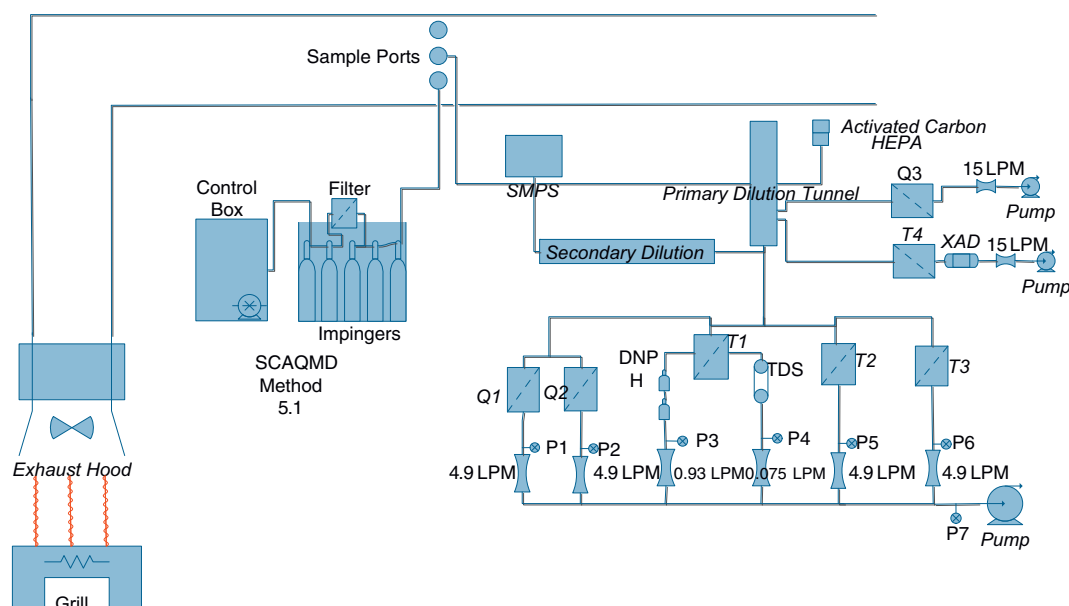 Sample Ports
Activated Carbon
HEPA
SMPS
Primary Dilution Tunnel
Q3
15 LPM
Pump
Control
Box
Filter
T4
XAD
15 LPM
Pump
Secondary Dilution
Impingers
SCAQMD
Method
5.1
DNP
H
T1
TDS
T2
T3
Q1
Q2
P1
P2
P3
P4
P5
P6
4.9 LPM
4.9 LPM
0.93 LPM
0.075 LPM
4.9 LPM
4.9 LPM
P7
Pump
Exhaust Hood
Grill